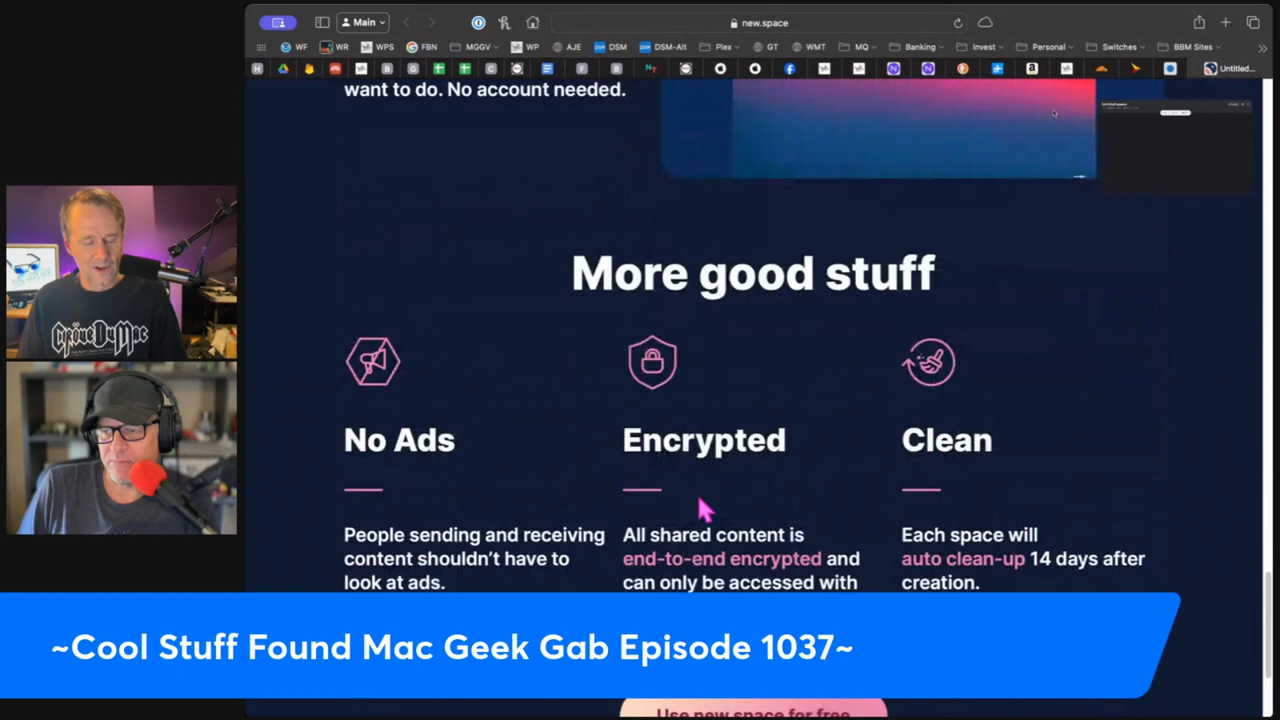 Main
new.space
WF
WR
WPS
FBN
MGGV
WP
AJE
DSM
DSM-Alt
Plex
GT
WMT
MQ
Banking
Invest
Personal
Switches
BBM Sites
Untitled...
want to do. No account needed.
More good stuff
No Ads
Encrypted
Clean
People sending and receiving
content shouldn't have to
look at ads.
All shared content is
end-to-end encrypted and
can only be accessed with
Each space will
auto clean-up 14 days after
creation.
~Cool Stuff Found Mac Geek Gab Episode 1037~
Use new space for free